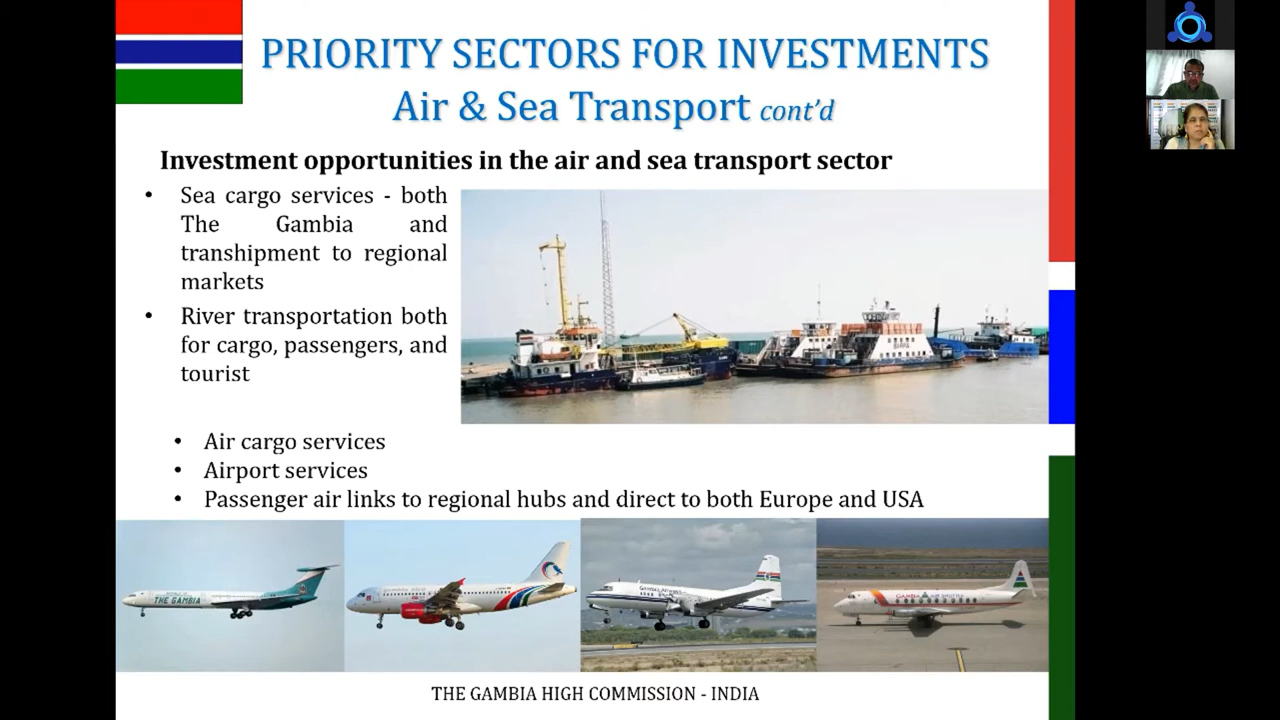 PRIORITY SECTORS FOR INVESTMENTS
Air & Sea Transport cont’d
Investment opportunities in the air and sea transport sector
• Sea cargo services - both
The Gambia and
transhipment to regional
markets
• River transportation both
for cargo, passengers, and
tourist
• Air cargo services
• Airport services
• Passenger air links to regional hubs and direct to both Europe and USA
THE GAMBIA
GAMBIA
THE GAMBIA HIGH COMMISSION - INDIA